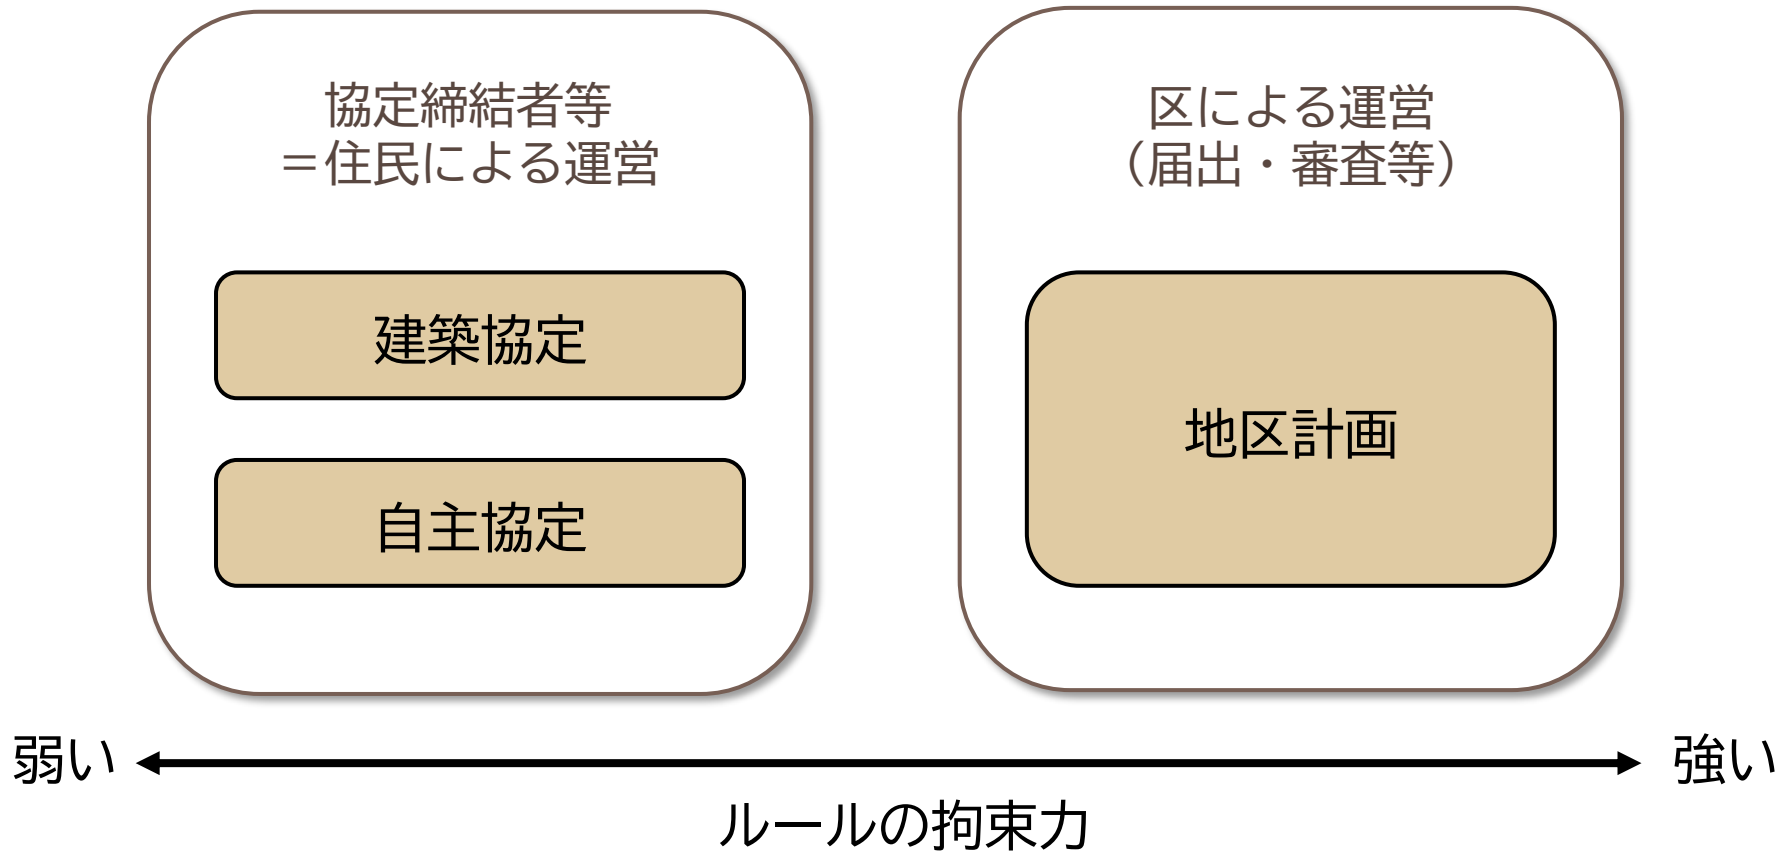 協定締結者等
＝住民による運営
建築協定
自主協定
区による運営
（届出・審査等）
地区計画
弱い
強い
ルールの拘束力